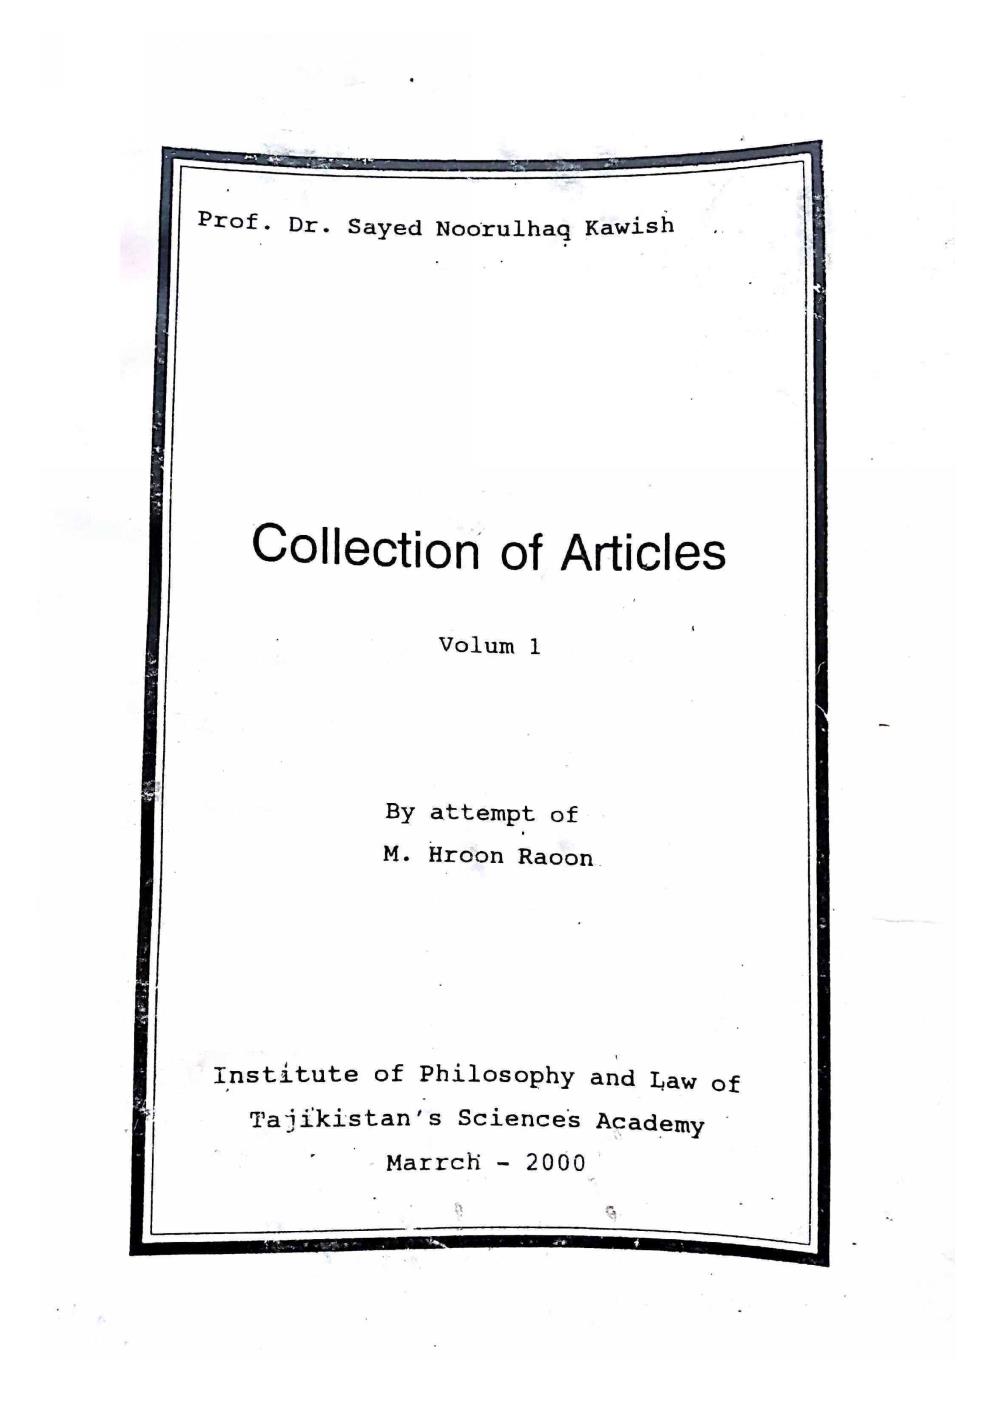 Prof. Dr. Sayed Noorulhaq Kawish
Collection of Articles
Volum 1
By attempt of
M. Hroon Raoon
Institute of Philosophy and Law of
Tajikistan's Sciences Academy
Marrch - 2000